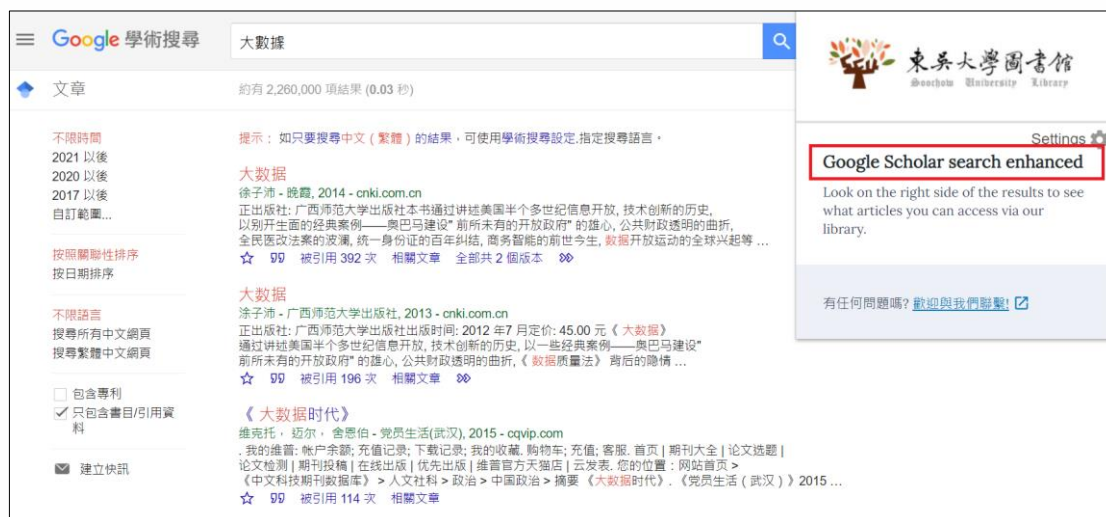 Google 學術搜尋
大數據
文章
約有 2,260,000 項結果 (0.03 秒)
不限時間
2021 以後
2020 以後
2017 以後
自訂範圍...
按照關聯性排序
按日期排序
不限語言
搜尋所有中文網頁
搜尋繁體中文網頁
包含專利
只包含書目/引用資
料
建立快訊
提示： 如只要搜尋中文（繁體）的結果，可使用學術搜尋設定.指定搜尋語言。
大数据
徐子沛 - 晚霞, 2014 - cnki.com.cn
正出版社: 广西师范大学出版社本书通过讲述美国半个多世纪信息开放, 技术创新的历史,
以别开生面的经典案例——奥巴马建设" 前所未有的开放政府" 的雄心, 公共财政透明的曲折,
全民医改法案的波澜, 统一身份证的百年纠结, 商务智能的前世今生, 数据开放运动的全球兴起等 …
被引用 392 次 相關文章 全部共 2 個版本
大数据
涂子沛 - 广西师范大学出版社, 2013 - cnki.com.cn
正出版社: 广西师范大学出版社出版时间: 2012 年7 月定价: 45.00 元《 大数据》
通过讲述美国半个多世纪信息开放, 技术创新的历史, 以一些经典案例——奥巴马建设"
前所未有的开放政府" 的雄心, 公共财政透明的曲折,《 数据质量法》 背后的隐情 …
被引用 196 次 相關文章
《 大数据时代》
维克托， 迈尔， 舍恩伯 - 党员生活(武汉), 2015 - cqvip.com
. 我的维普: 帐户余额; 充值记录; 下载记录; 我的收藏. 购物车; 充值; 客服. 首页 | 期刊大全 | 论文选题 |
论文检测 | 期刊投稿 | 在线出版 | 优先出版 | 维普官方天猫店 | 云发表. 您的位置：网站首页 >
《中文科技期刊数据库》 > 人文社科 > 政治 > 中国政治 > 摘要 《大数据时代》. 《党员生活（武汉）》2015 …
被引用 114 次 相關文章
東吳大學圖書館
Soochow University Library
Settings
Google Scholar search enhanced
Look on the right side of the results to see
what articles you can access via our
library.
有任何問題嗎? 歡迎與我們聯繫!